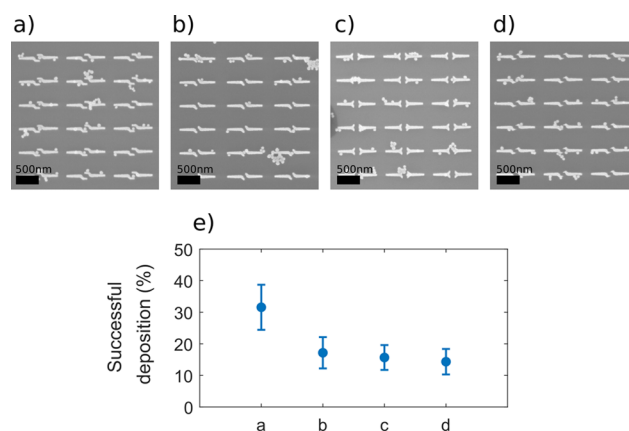 a)
b)
c)
d)
500nm
500nm
500nm
500nm
e)
Successful
deposition (%)
50
40
30
20
10
0
a
b
c
d